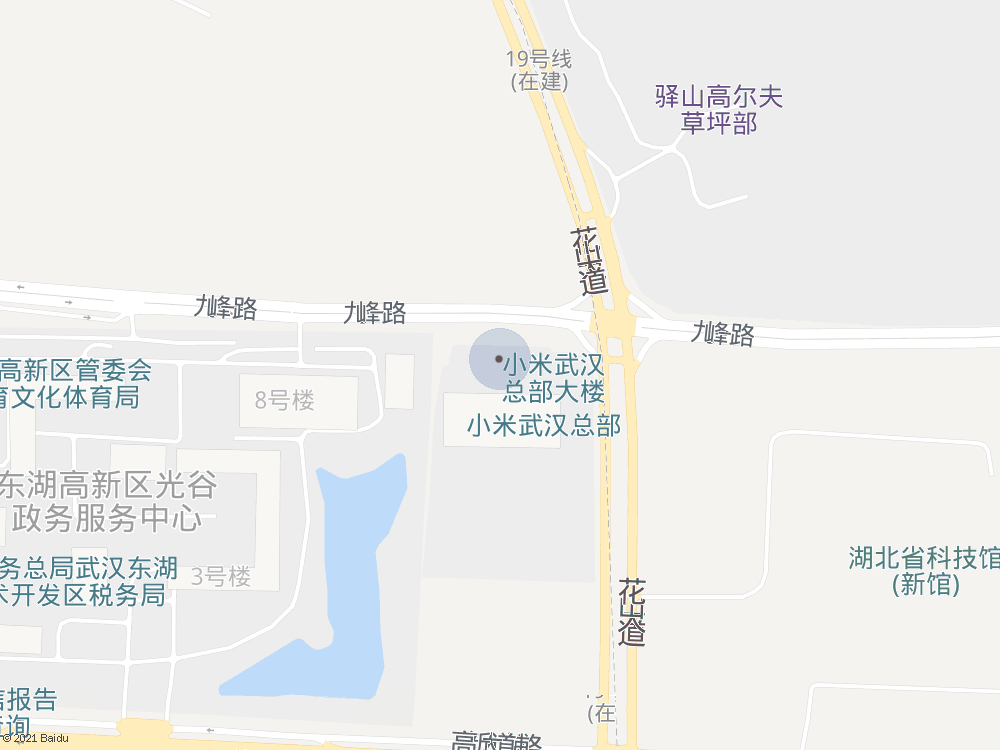 19号线
(在建)
驿山高尔夫
草坪部
花山大道
九峰路
九峰路
九峰路
小米武汉
总部大楼
小米武汉总部
高新区管委会
育文化体育局
8号楼
东湖高新区光谷
政务服务中心
务总局武汉东湖
术开发区税务局
3号楼
湖北省科技馆
(新馆)
花山大道
信报告
查询
(在
© 2021 Baidu